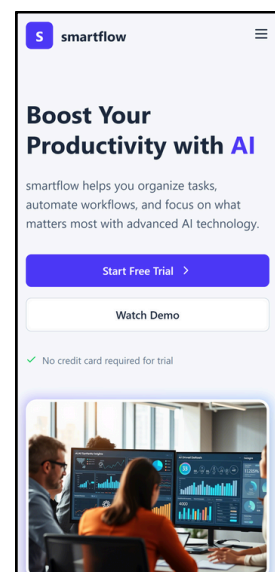 S smartflow
Boost Your
Productivity with AI
smartflow helps you organize tasks,
automate workflows, and focus on what
matters most with advanced AI technology.
Start Free Trial
Watch Demo
No credit card required for trial